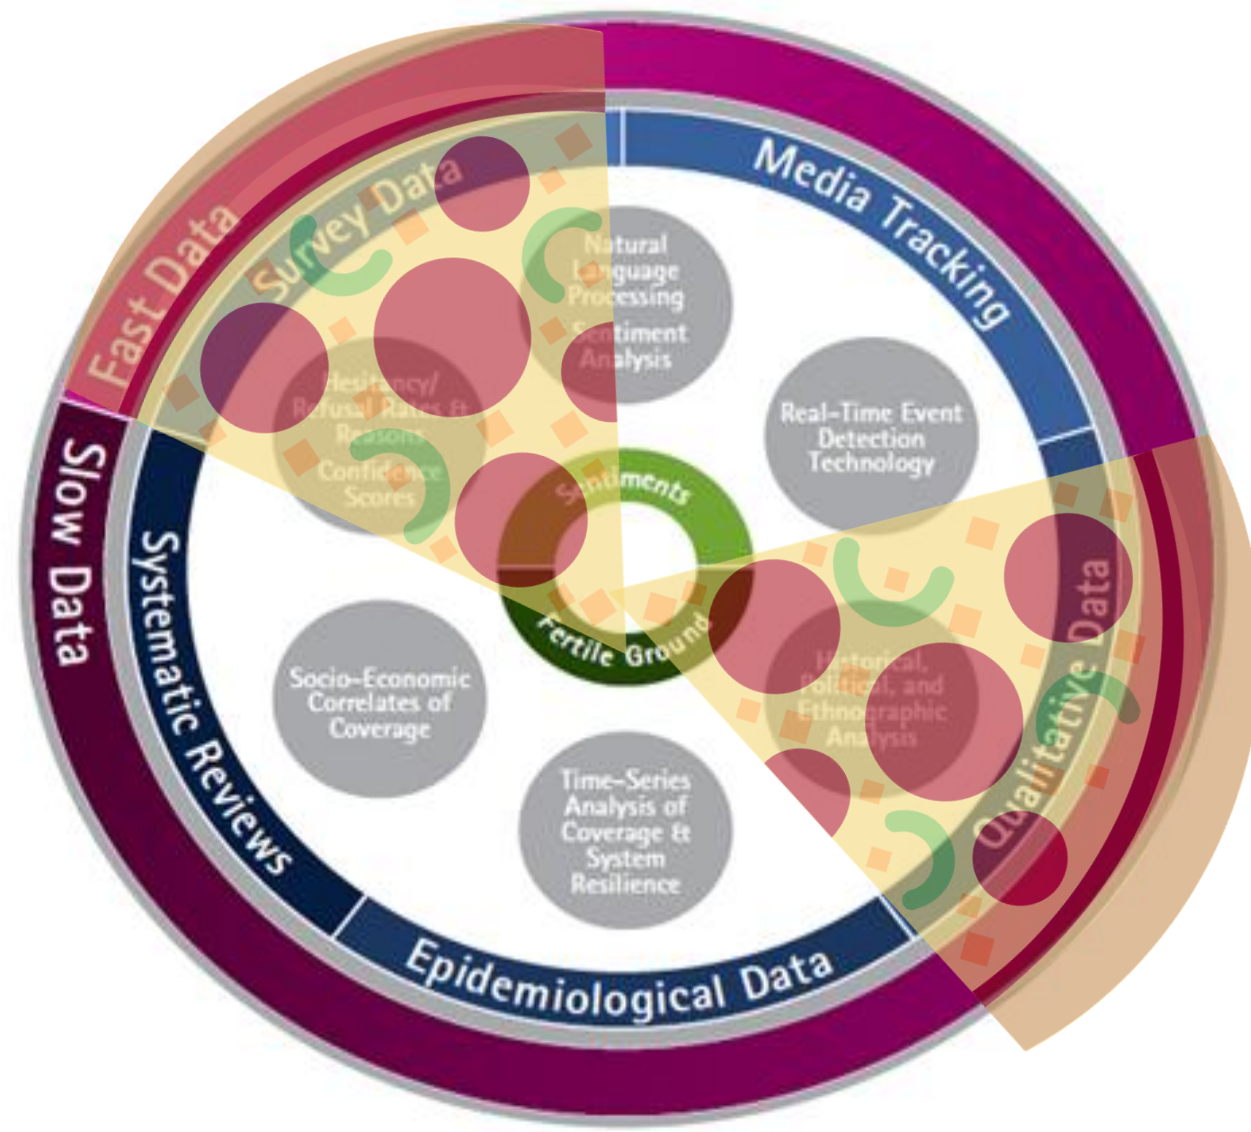 Fast Data
Survey Data
Media Tracking
Natural
Language
Processing
Sentiment
Analysis
Hesitancy/
Refusal Rates &
Reasons
Confidence
Scores
Real-Time Event
Detection
Technology
Sentiments
Slow Data
Systematic Reviews
Fertile Ground
Historical,
Political, and
Ethnographic
Analysis
Qualitative Data
Socio-Economic
Correlates of
Coverage
Time-Series
Analysis of
Coverage &
System
Resilience
Epidemiological Data